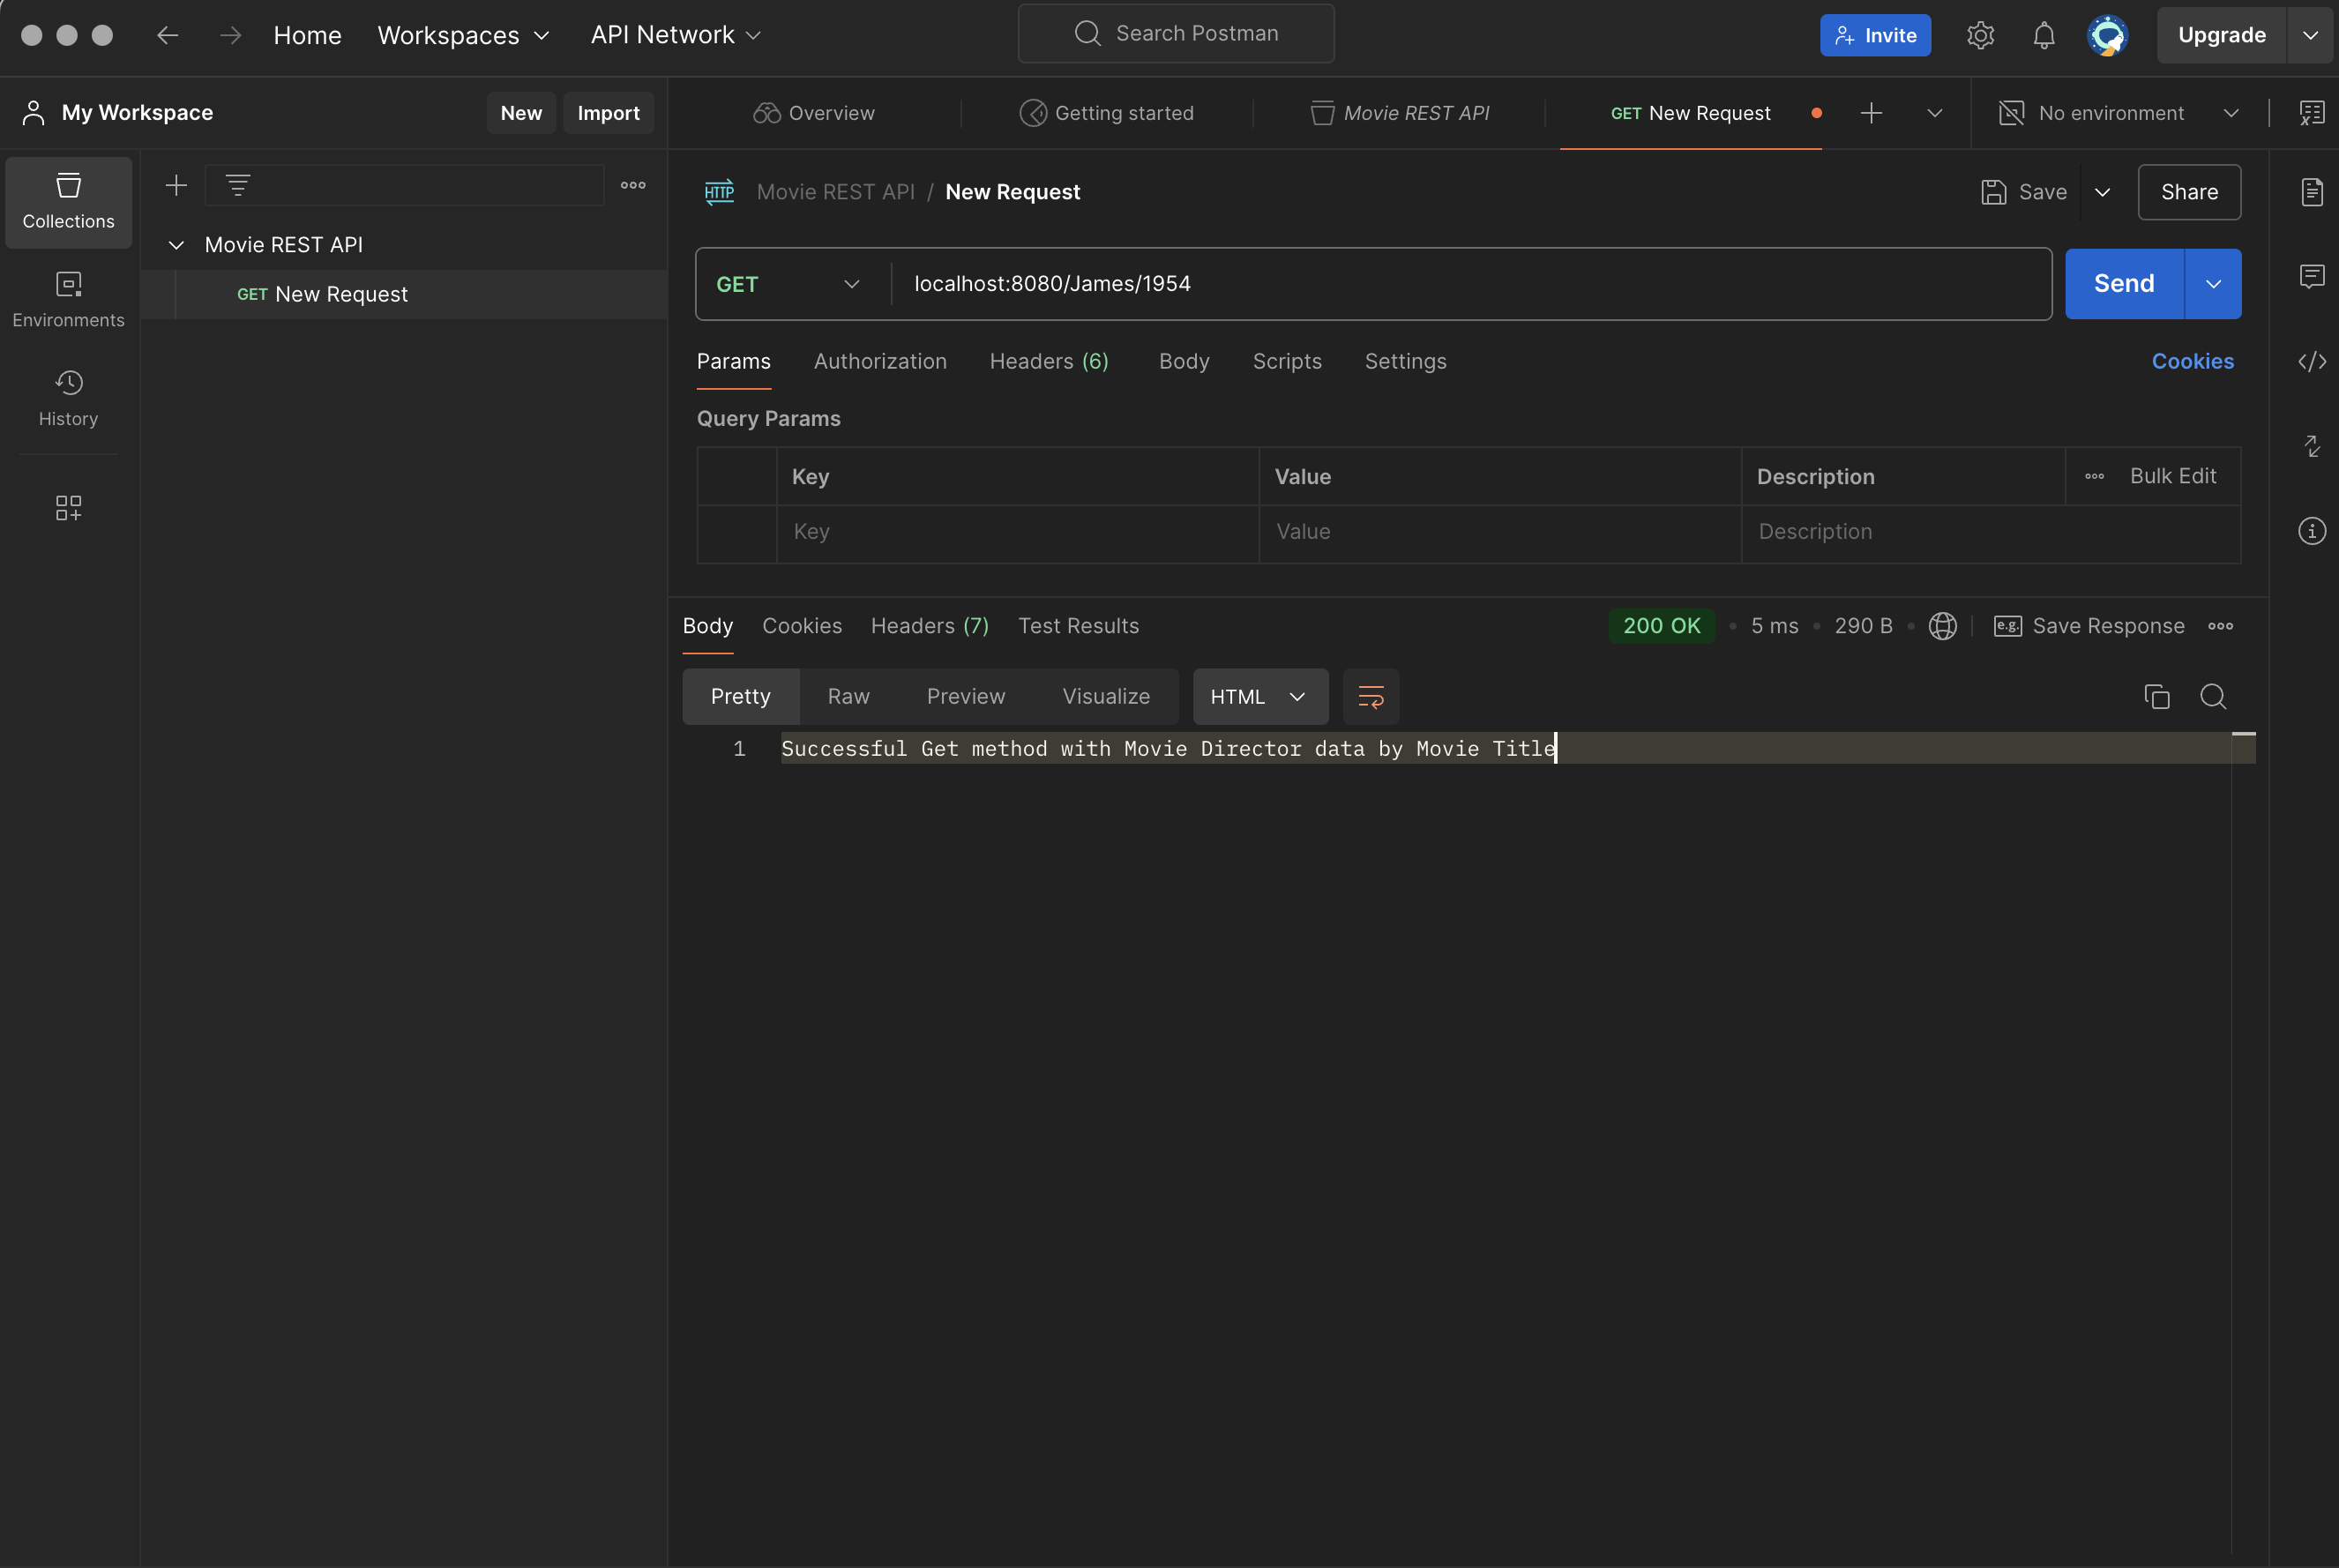 Home Workspaces API Network Search Postman Invite Upgrade
My Workspace New Import Overview Getting started Movie REST API GET New Request No environment
Collections
Environments
History
Movie REST API
GET New Request
HTTP Movie REST API / New Request Save Share
GET localhost:8080/James/1954 Send
Params Authorization Headers (6) Body Scripts Settings Cookies
Query Params
Key Value Description Bulk Edit
Key Value Description
Body Cookies Headers (7) Test Results 200 OK • 5 ms • 290 B • e.g. Save Response
Pretty Raw Preview Visualize HTML
1 Successful Get method with Movie Director data by Movie Title